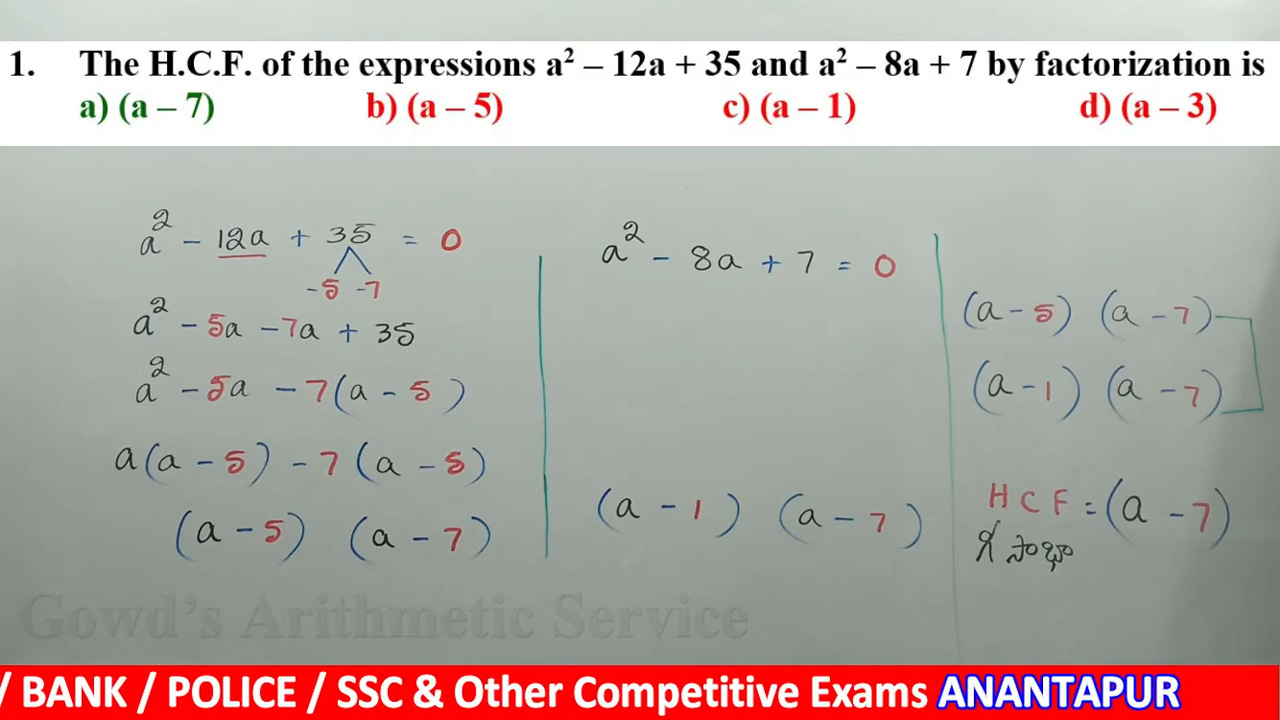 1. The H.C.F. of the expressions a² – 12a + 35 and a² – 8a + 7 by factorization is
a) (a – 7) b) (a – 5) c) (a – 1) d) (a – 3)
a² - 12a + 35 = 0
-5 -7
a² - 5a - 7a + 35
a² - 5a - 7(a - 5)
a(a - 5) - 7(a - 5)
(a - 5) (a - 7)
a² - 8a + 7 = 0
(a - 1) (a - 7)
(a - 5) (a - 7)
(a - 1) (a - 7)
HCF = (a - 7)
Gowd's Arithmetic Service
/ BANK / POLICE / SSC & Other Competitive Exams ANANTAPUR